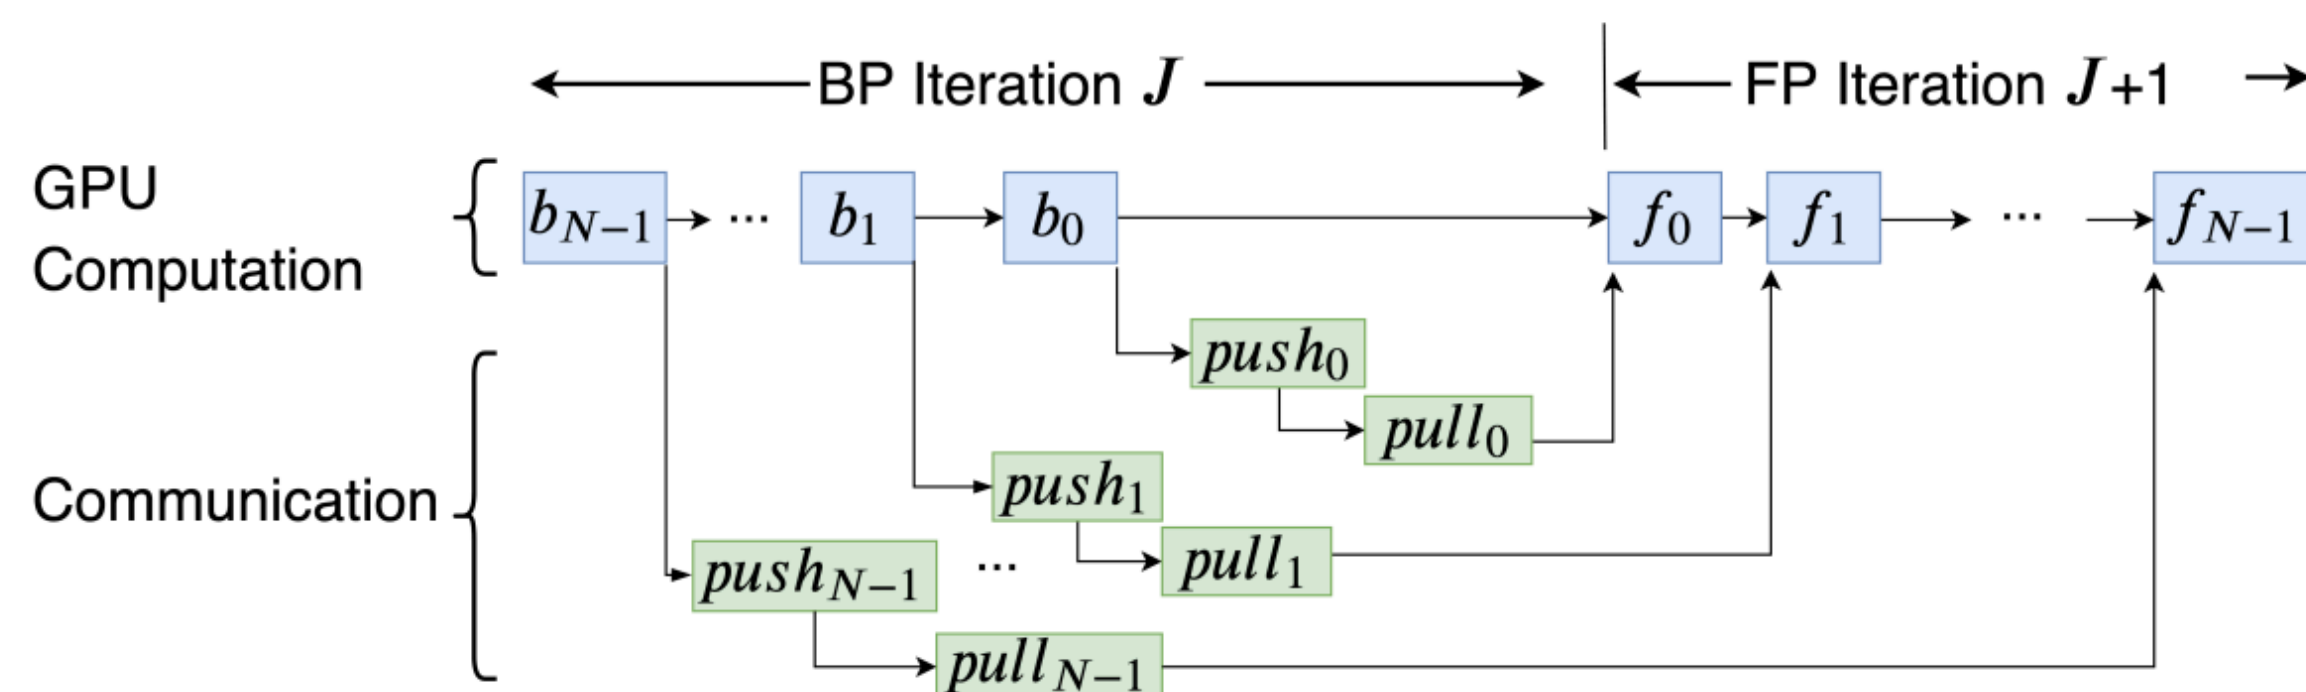 BP Iteration J
FP Iteration J+1
GPU
Computation
b_{N−1} ... b_1 b_0 f_0 f_1 ... f_{N−1}
Communication
push_0
pull_0
push_1
push_{N−1} ... pull_1
pull_{N−1}